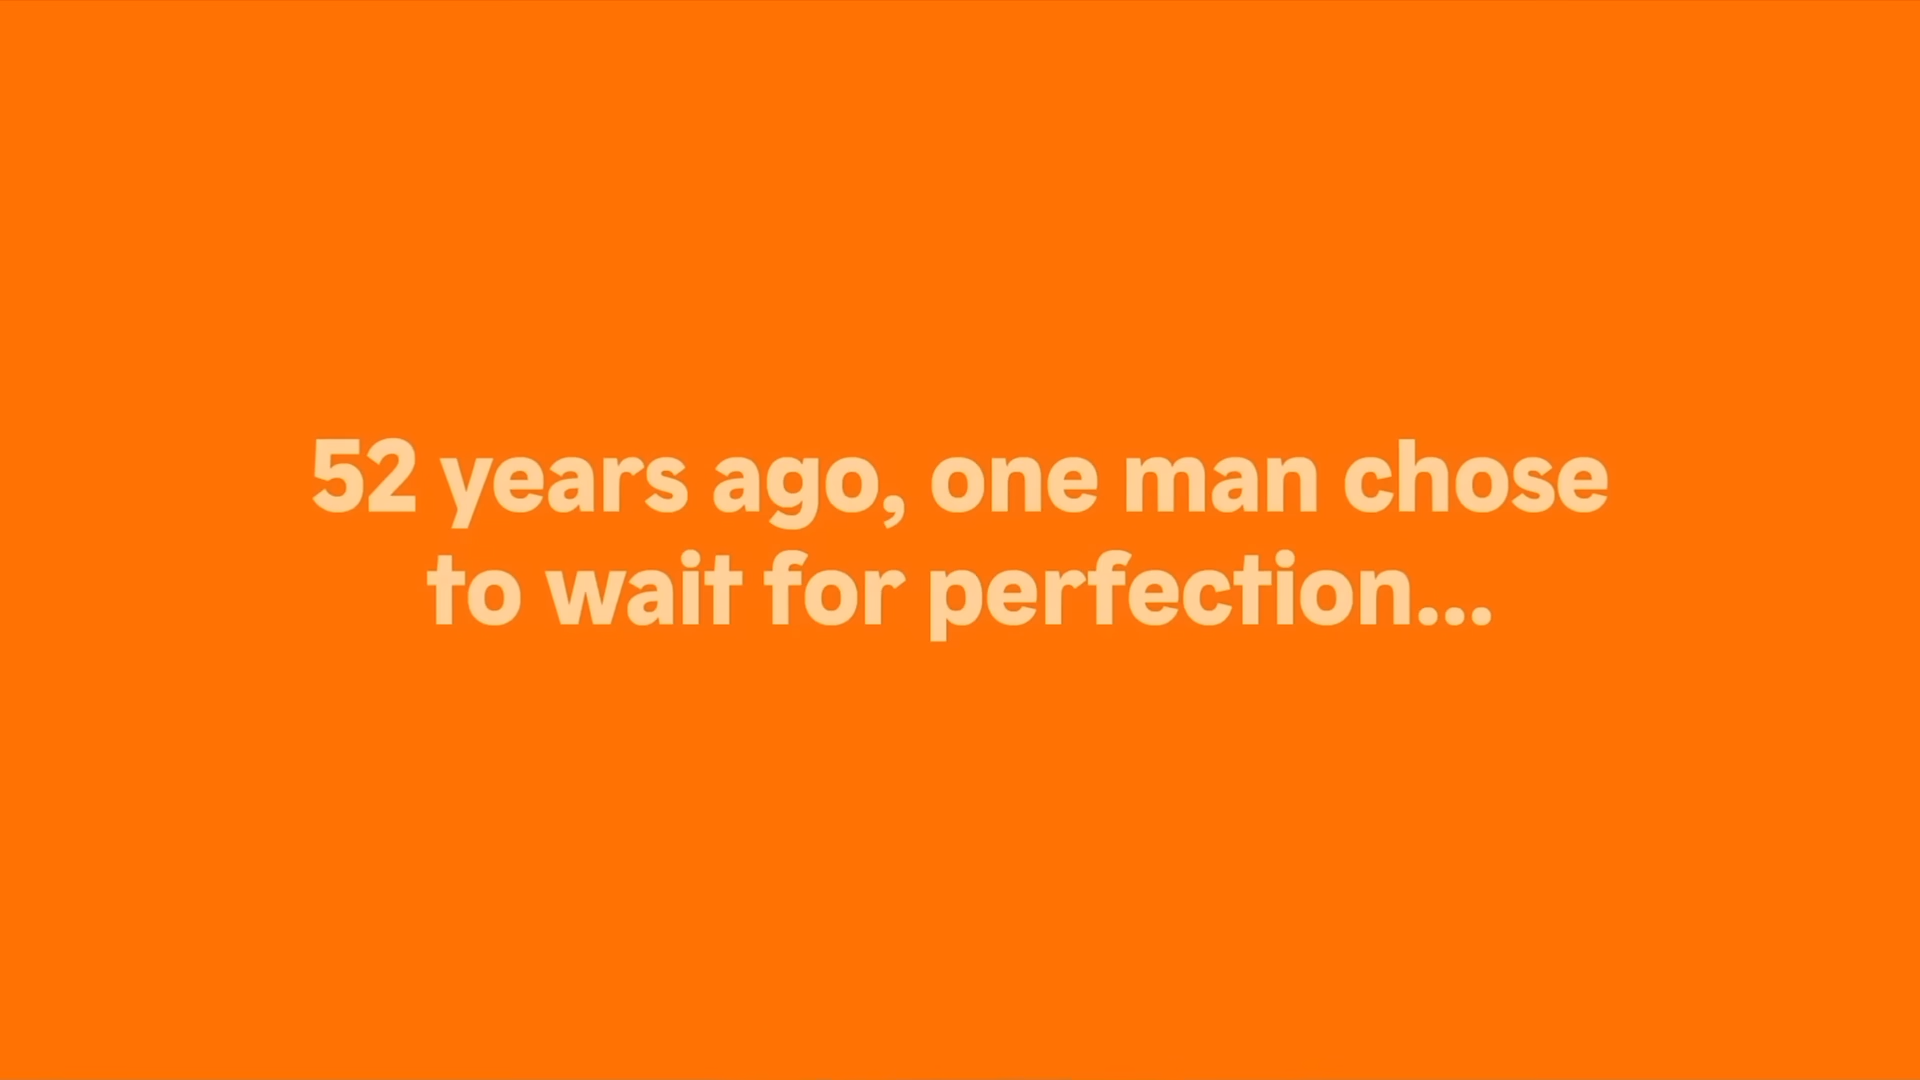 52 years ago, one man chose
to wait for perfection...